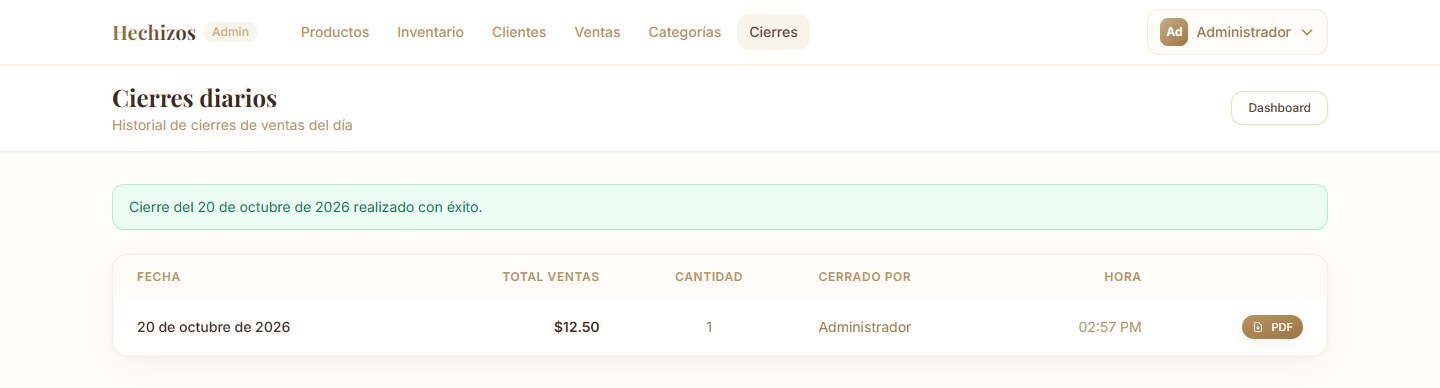 Hechizos Admin Productos Inventario Clientes Ventas Categorías Cierres Ad Administrador
Cierres diarios
Historial de cierres de ventas del día
Dashboard
Cierre del 20 de octubre de 2026 realizado con éxito.
FECHA TOTAL VENTAS CANTIDAD CERRADO POR HORA
20 de octubre de 2026 $12.50 1 Administrador 02:57 PM PDF